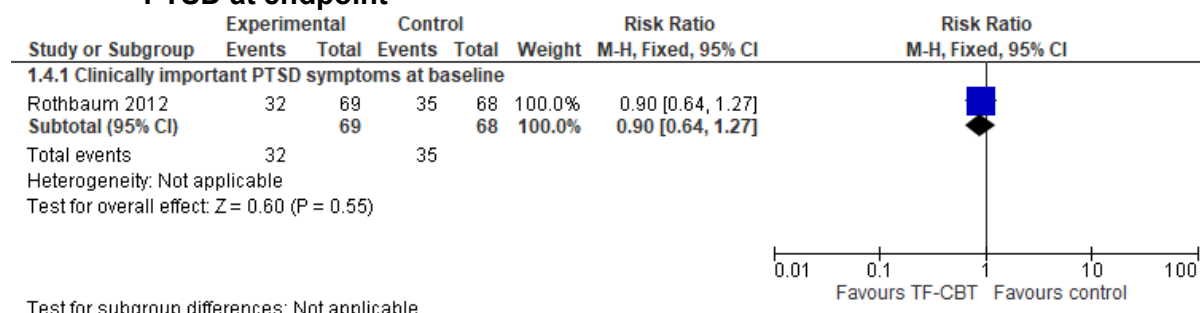 PTSD at endpoint
Experimental Control Risk Ratio Risk Ratio
Study or Subgroup Events Total Events Total Weight M-H, Fixed, 95% CI M-H, Fixed, 95% CI
1.4.1 Clinically important PTSD symptoms at baseline
Rothbaum 2012 32 69 35 68 100.0% 0.90 [0.64, 1.27]
Subtotal (95% CI) 69 68 100.0% 0.90 [0.64, 1.27]
Total events 32 35
Heterogeneity: Not applicable
Test for overall effect: Z = 0.60 (P = 0.55)
0.01 0.1 1 10 100
Favours TF-CBT Favours control
Test for subgroup differences: Not applicable